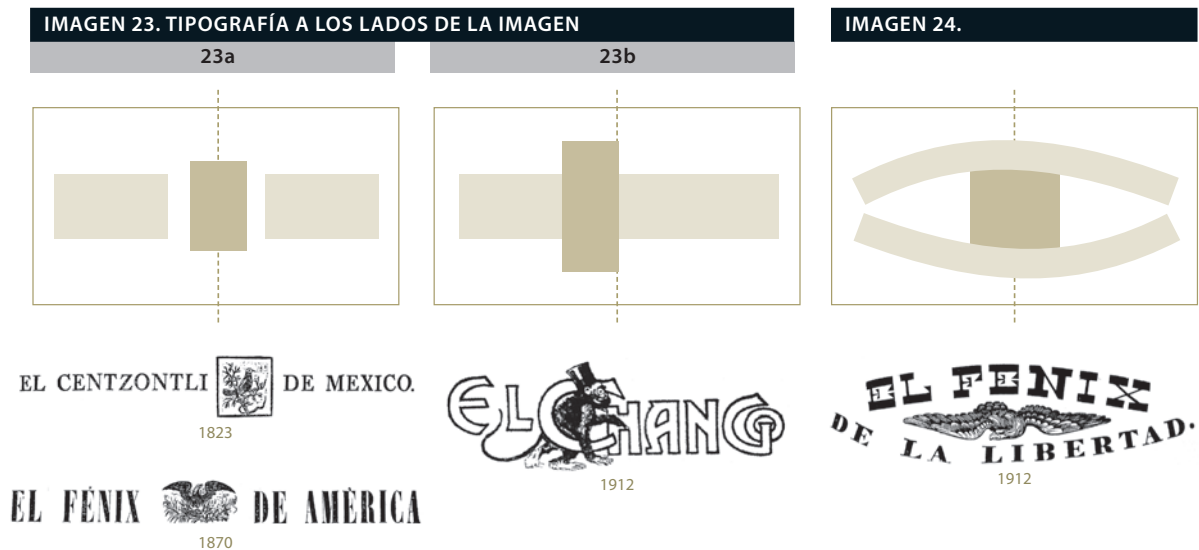 IMAGEN 23. TIPOGRAFÍA A LOS LADOS DE LA IMAGEN
23a
23b
EL CENTZONTLI DE MEXICO.
1823
EL FÉNIX DE AMÈRICA
1870
EL CHANGO
1912
IMAGEN 24.
EL FENIX
DE LA LIBERTAD.
1912